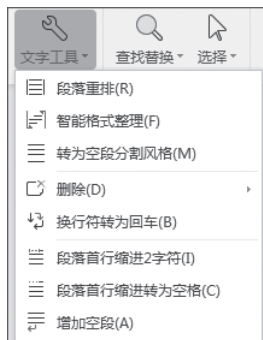 文字工具 查找替换 选择
段落重排(R)
智能格式整理(F)
转为空段分割风格(M)
删除(D)
换行符转为回车(B)
段落首行缩进2字符(I)
段落首行缩进转为空格(C)
增加空段(A)